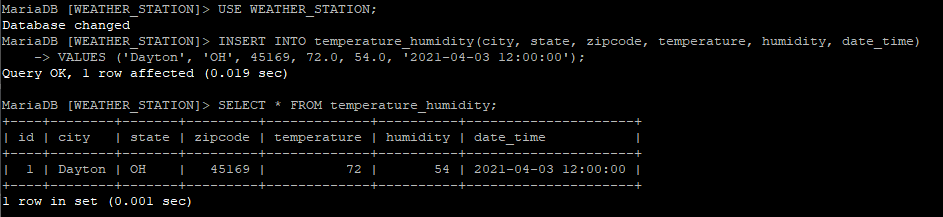 MariaDB [WEATHER_STATION]> USE WEATHER_STATION;
Database changed
MariaDB [WEATHER_STATION]> INSERT INTO temperature_humidity(city, state, zipcode, temperature, humidity, date_time)
    -> VALUES ('Dayton', 'OH', 45169, 72.0, 54.0, '2021-04-03 12:00:00');
Query OK, 1 row affected (0.019 sec)

MariaDB [WEATHER_STATION]> SELECT * FROM temperature_humidity;
+----+--------+-------+---------+-------------+----------+---------------------+
| id | city   | state | zipcode | temperature | humidity | date_time           |
+----+--------+-------+---------+-------------+----------+---------------------+
|  1 | Dayton | OH    |   45169 |          72 |       54 | 2021-04-03 12:00:00 |
+----+--------+-------+---------+-------------+----------+---------------------+
1 row in set (0.001 sec)